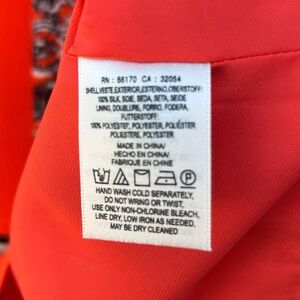 RN : 56170 CA : 32054
SHELL,VESTE,EXTERIOR,ESTERNO,OBERSTOFF:
100% SILK, SOIE, SEDA, SETA, SEIDE
LINING, DOUBLURE, FORRO, FODERA,
FUTTERSTOFF:
100% POLYESTER, POLYESTER, POLIÉSTER
POLIESTERE, POLYESTER
MADE IN CHINA/
HECHO EN CHINA/
FABRIQUE EN CHINE
HAND WASH COLD SEPARATELY,
DO NOT WRING OR TWIST,
USE ONLY NON-CHLORINE BLEACH,
LINE DRY, LOW IRON AS NEEDED,
MAY BE DRY CLEANED